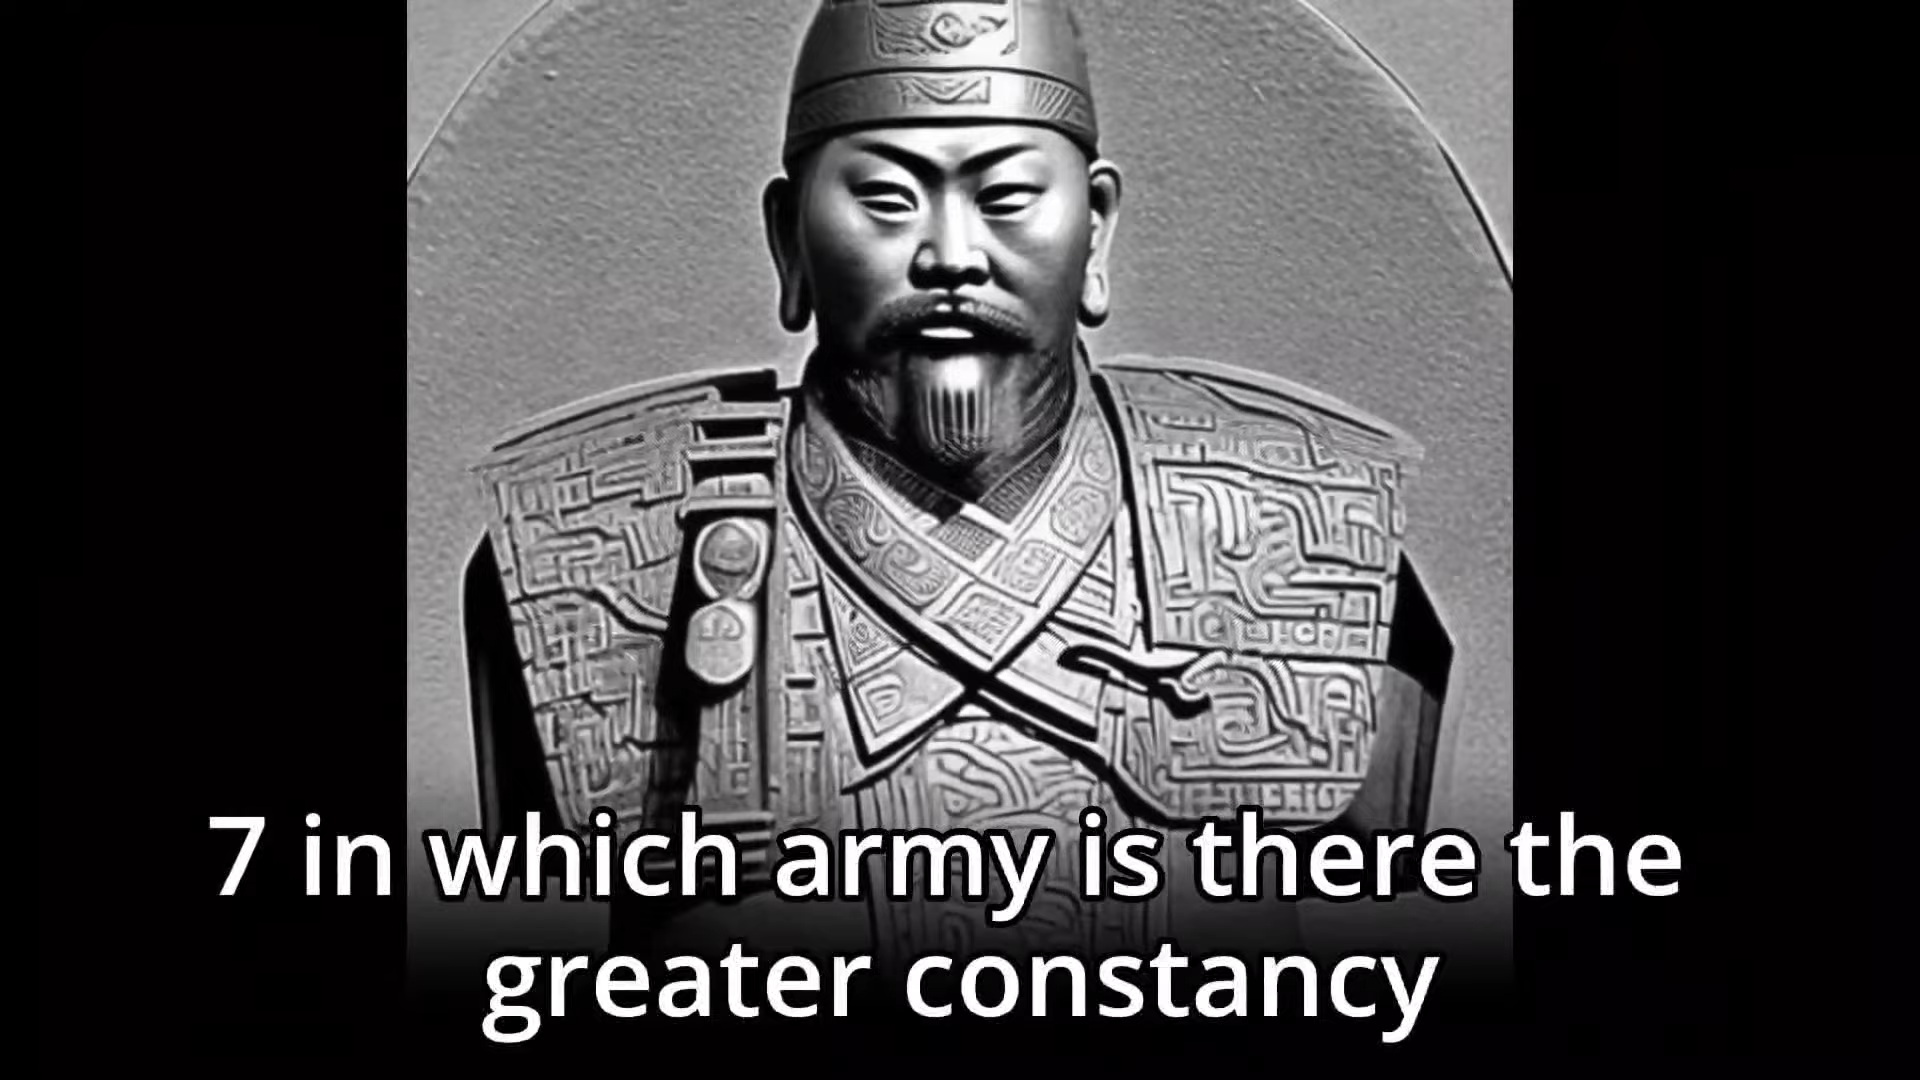 7 in which army is there the
greater constancy